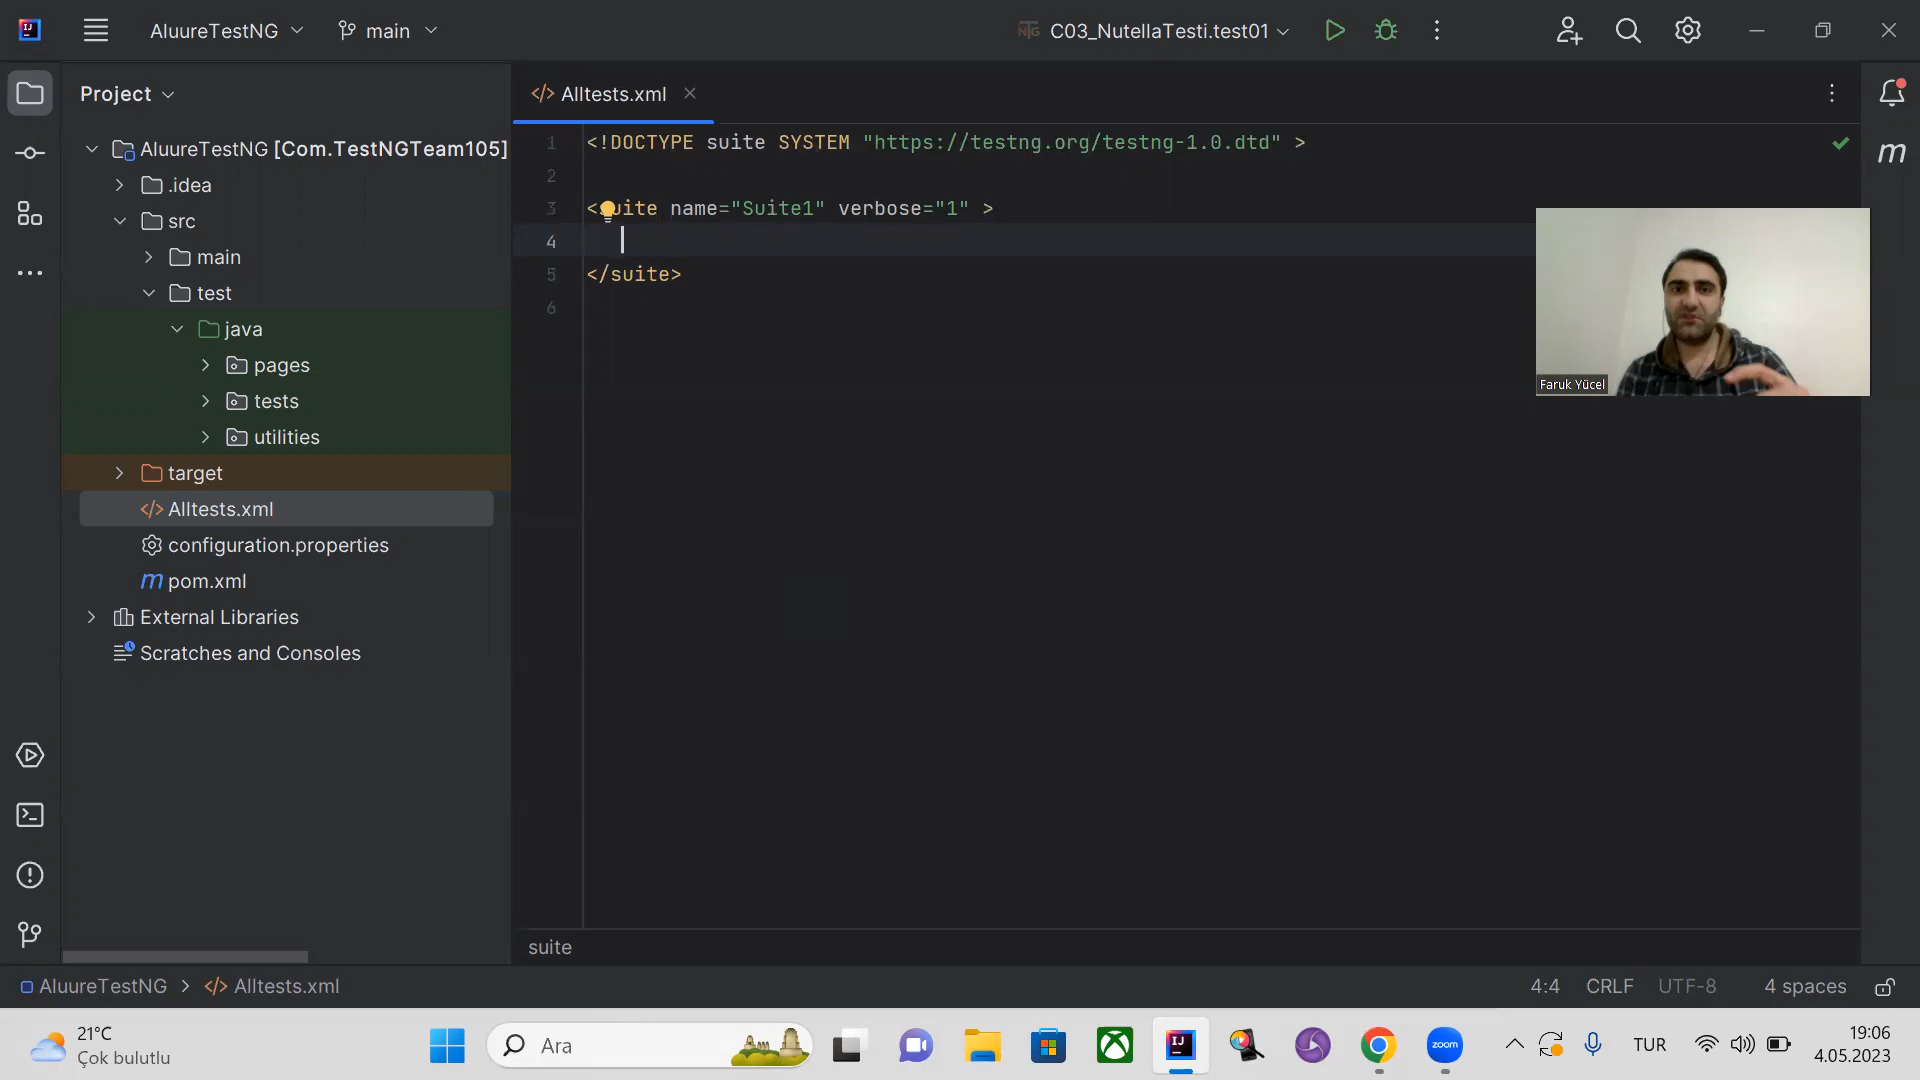 AluureTestNG
main
C03_NutellaTesti.test01
Project
Alltests.xml
AluureTestNG [Com.TestNGTeam105]
.idea
src
main
test
java
pages
tests
utilities
target
Alltests.xml
configuration.properties
pom.xml
External Libraries
Scratches and Consoles
1 <!DOCTYPE suite SYSTEM "https://testng.org/testng-1.0.dtd" >
2
3 <suite name="Suite1" verbose="1" >
4
5 </suite>
6
m
Faruk Yücel
suite
AluureTestNG > Alltests.xml
4:4 CRLF UTF-8 4 spaces
21°C
Çok bulutlu
Ara
zoom
TUR
19:06
4.05.2023